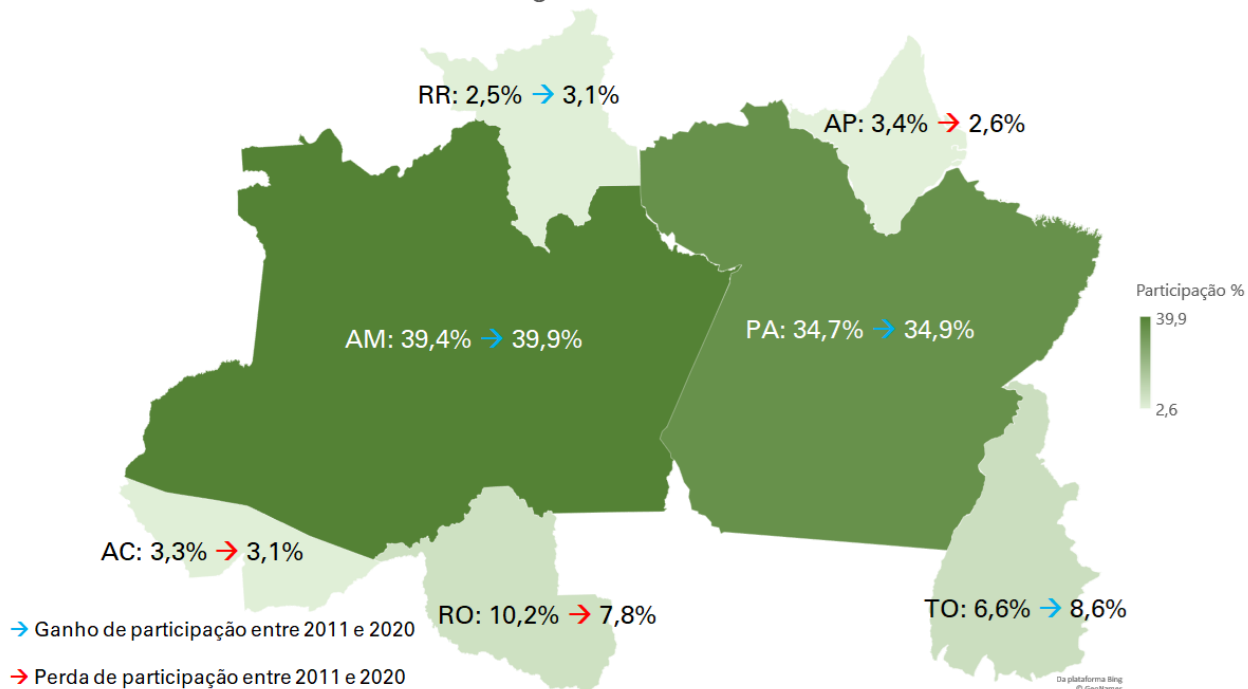 RR: 2,5% → 3,1%
AP: 3,4% → 2,6%
Participação %
39,9
2,6
AM: 39,4% → 39,9%
PA: 34,7% → 34,9%
AC: 3,3% → 3,1%
RO: 10,2% → 7,8%
TO: 6,6% → 8,6%
→ Ganho de participação entre 2011 e 2020
→ Perda de participação entre 2011 e 2020
Da plataforma Bing
© GeoNames